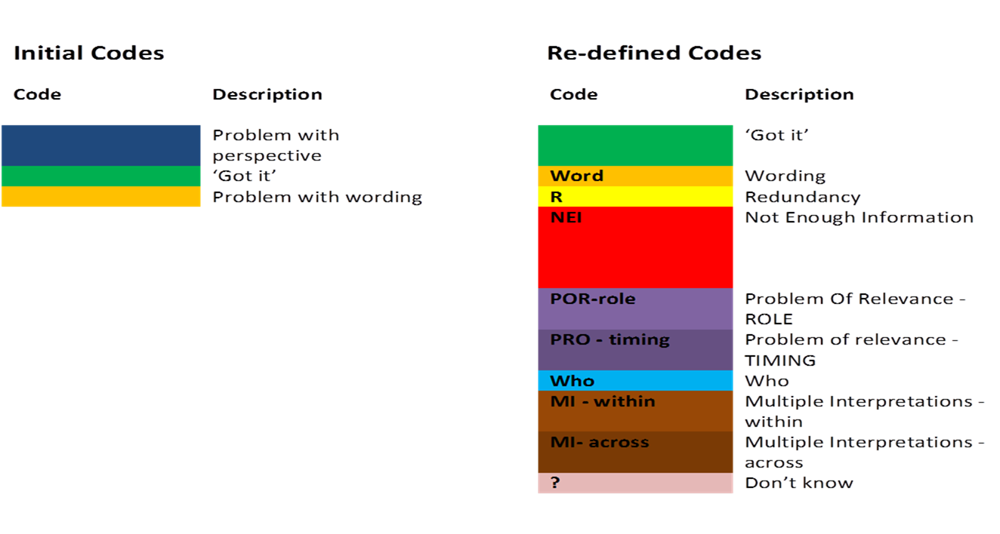 Initial Codes
Code Description
Problem with
perspective
‘Got it’
Problem with wording
Re-defined Codes
Code Description
‘Got it’
Word Wording
R Redundancy
NEI Not Enough Information
POR-role Problem Of Relevance -
ROLE
PRO - timing Problem of relevance -
TIMING
Who Who
MI - within Multiple Interpretations -
within
MI- across Multiple Interpretations -
across
? Don’t know